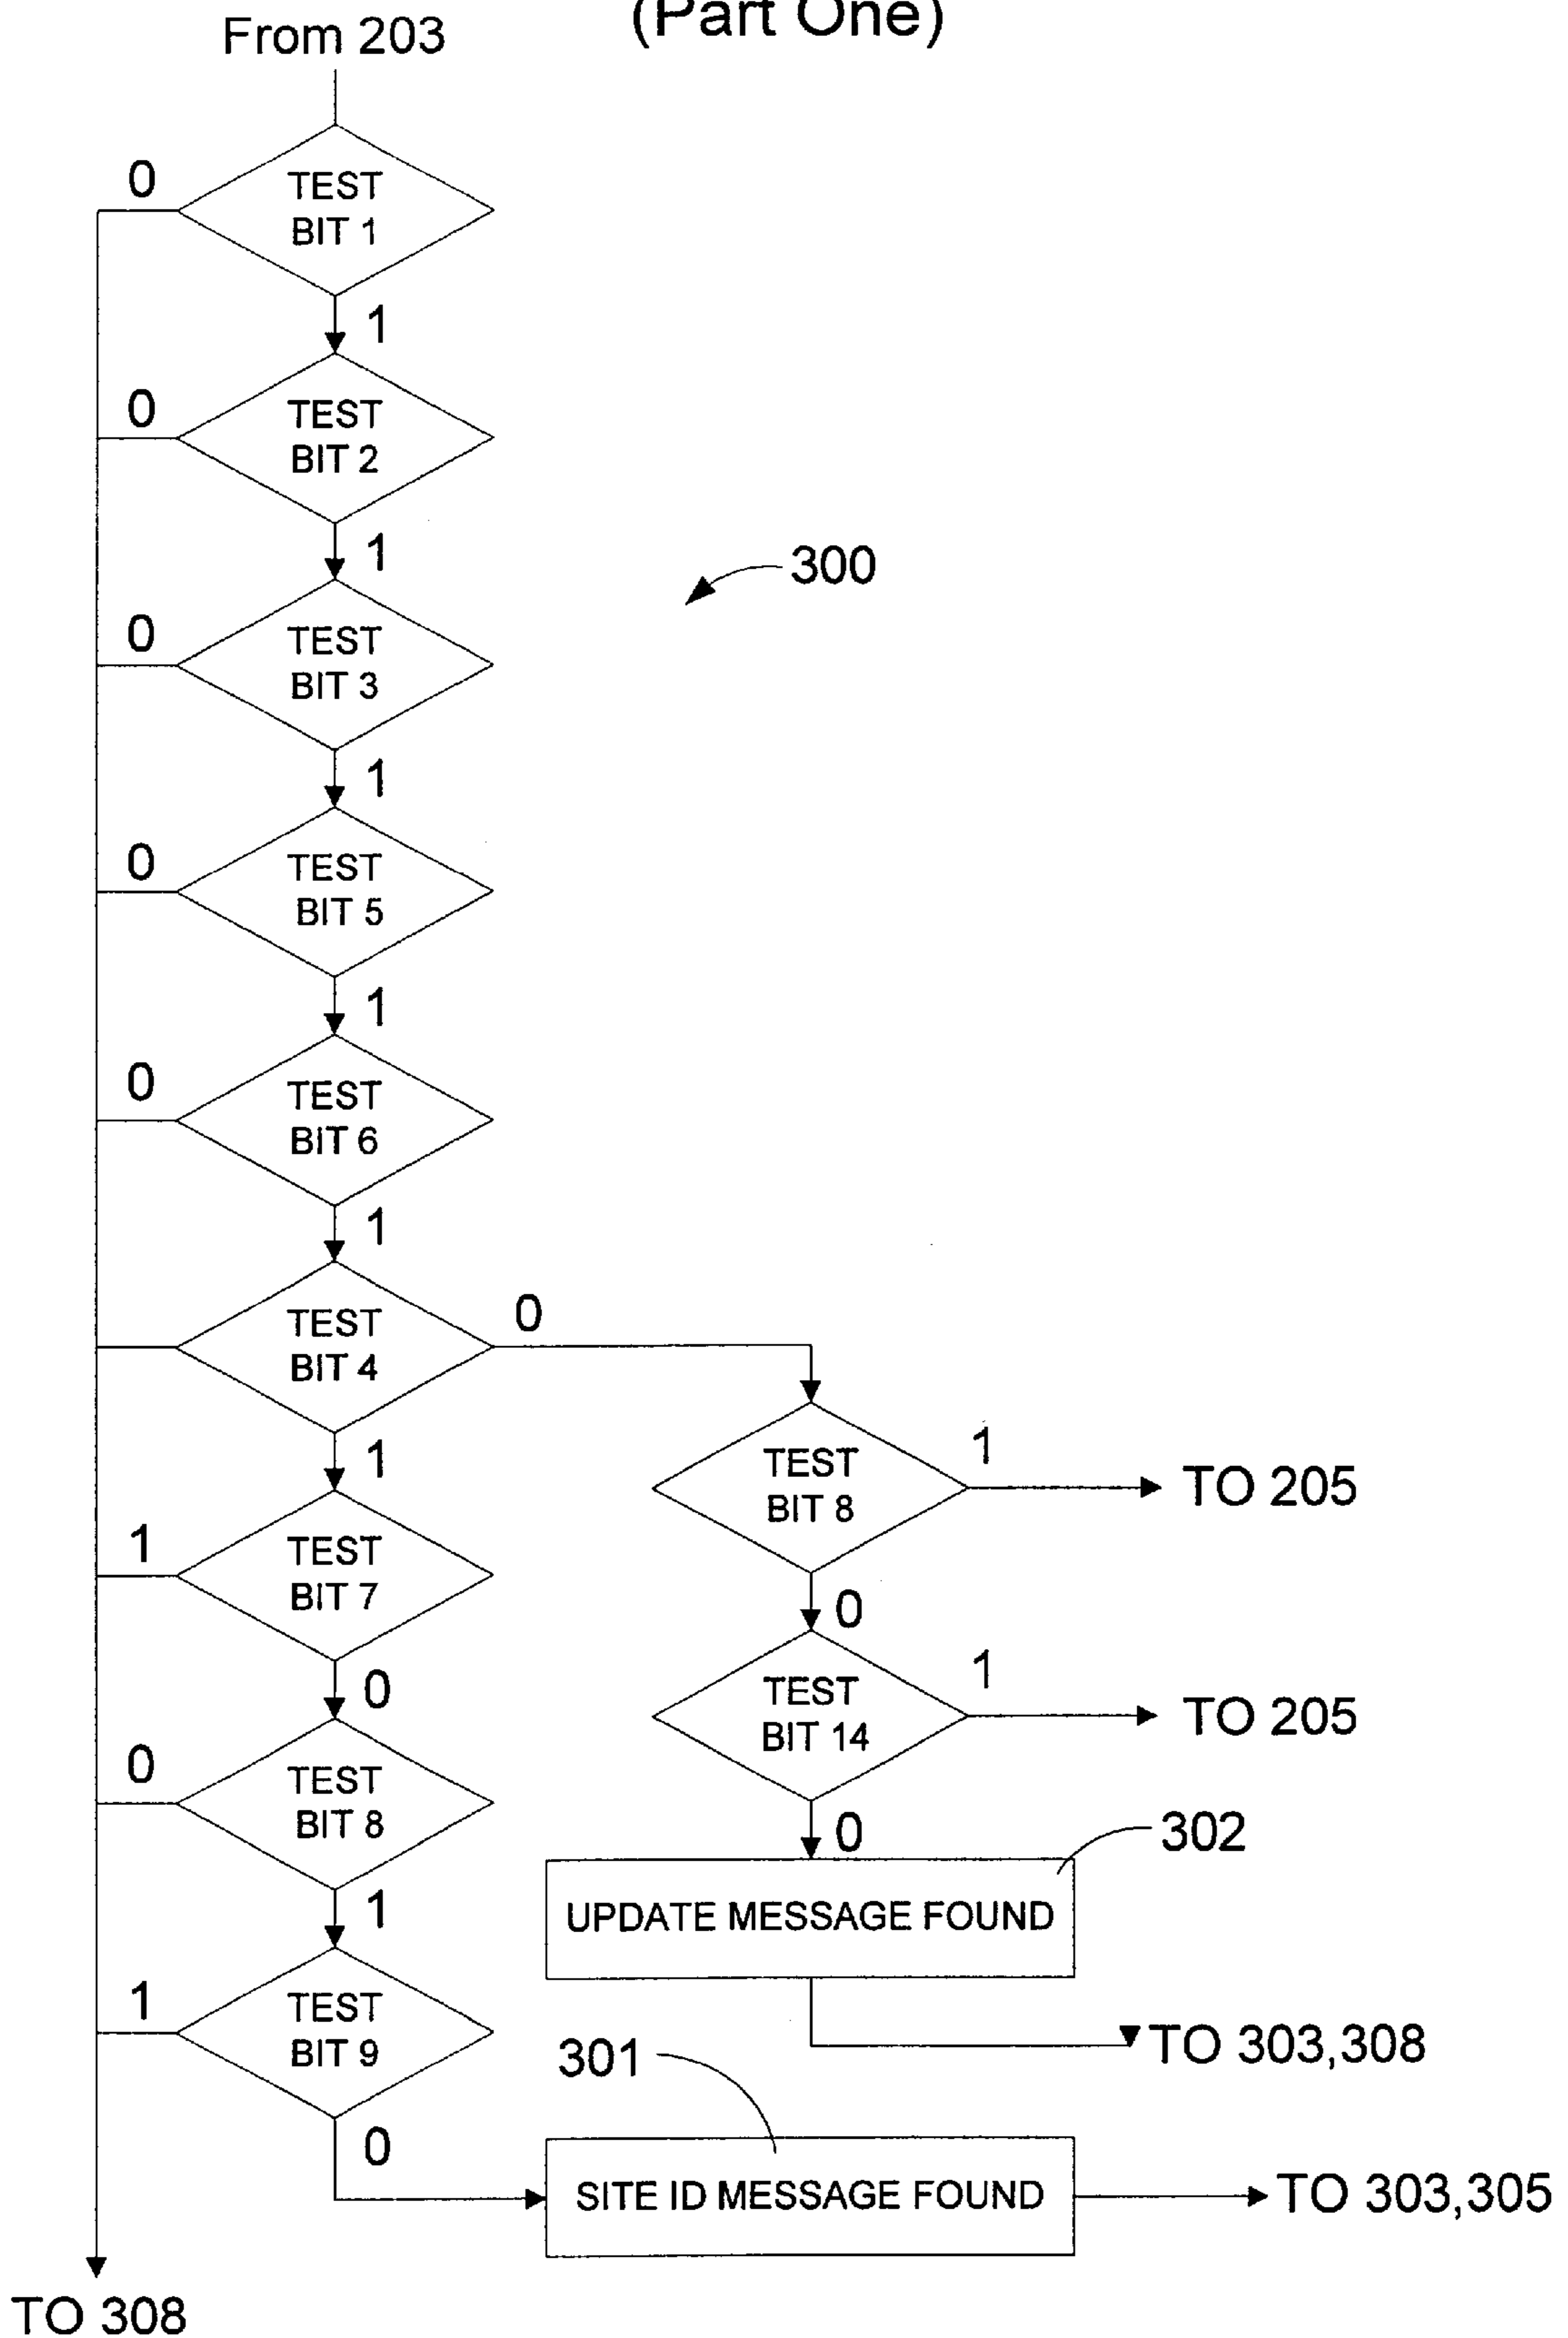 (Part One)
From 203
0
TEST
BIT 1
1
0
TEST
BIT 2
1
300
0
TEST
BIT 3
1
0
TEST
BIT 5
1
0
TEST
BIT 6
1
TEST
BIT 4
0
1
TEST
BIT 8
1
TO 205
1
TEST
BIT 7
0
0
TEST
BIT 14
1
TO 205
0
TEST
BIT 8
1
0
302
UPDATE MESSAGE FOUND
1
TEST
BIT 9
0
TO 303,308
301
SITE ID MESSAGE FOUND
TO 303,305
TO 308